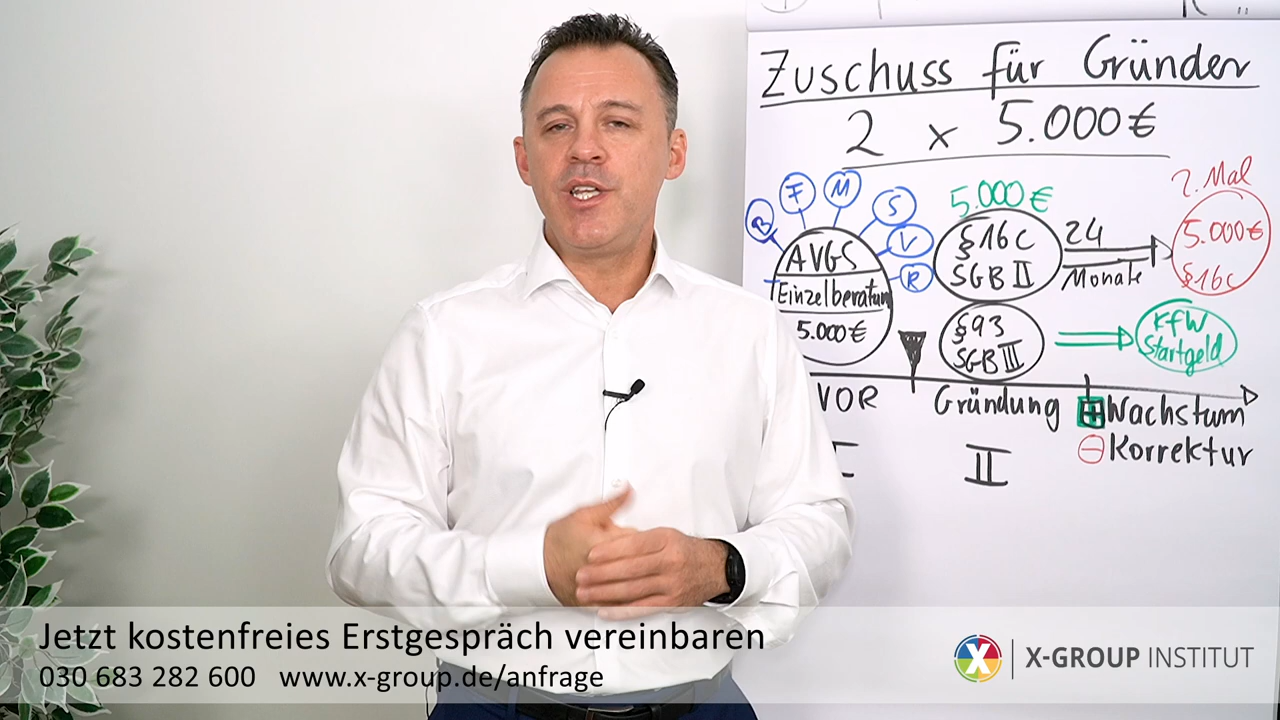 Zuschuss für Gründer
2 x 5.000€
B
F
M
S
V
R
AVGS
Einzelberatung
5.000€
5.000€
§16c
SGB II
24
Monate
2. Mal
5.000€
§16c
§93
SGB III
KfW
Startgeld
VOR
Gründung
+ Wachstum
- Korrektur
I
II
Jetzt kostenfreies Erstgespräch vereinbaren
030 683 282 600 www.x-group.de/anfrage
X-GROUP INSTITUT